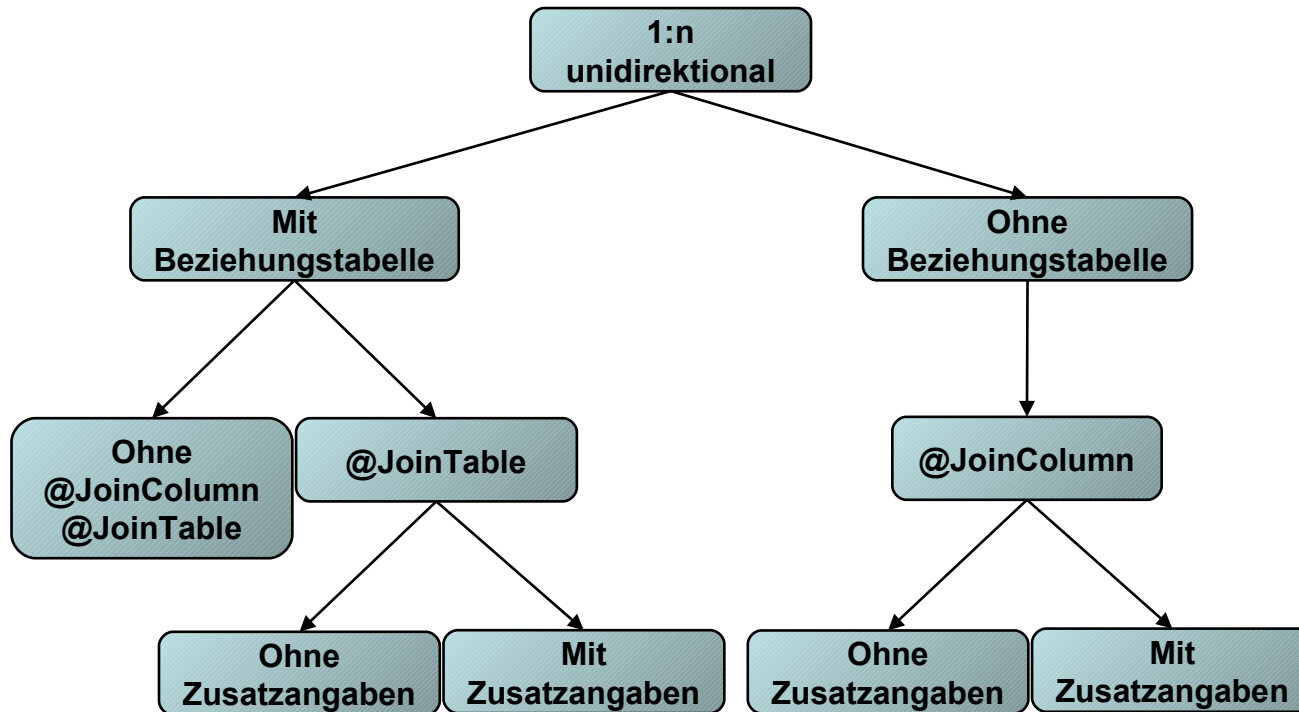 1:n
unidirektional
Mit
Beziehungstabelle
Ohne
Beziehungstabelle
Ohne
@JoinColumn
@JoinTable
@JoinTable
@JoinColumn
Ohne
Zusatzangaben
Mit
Zusatzangaben
Ohne
Zusatzangaben
Mit
Zusatzangaben